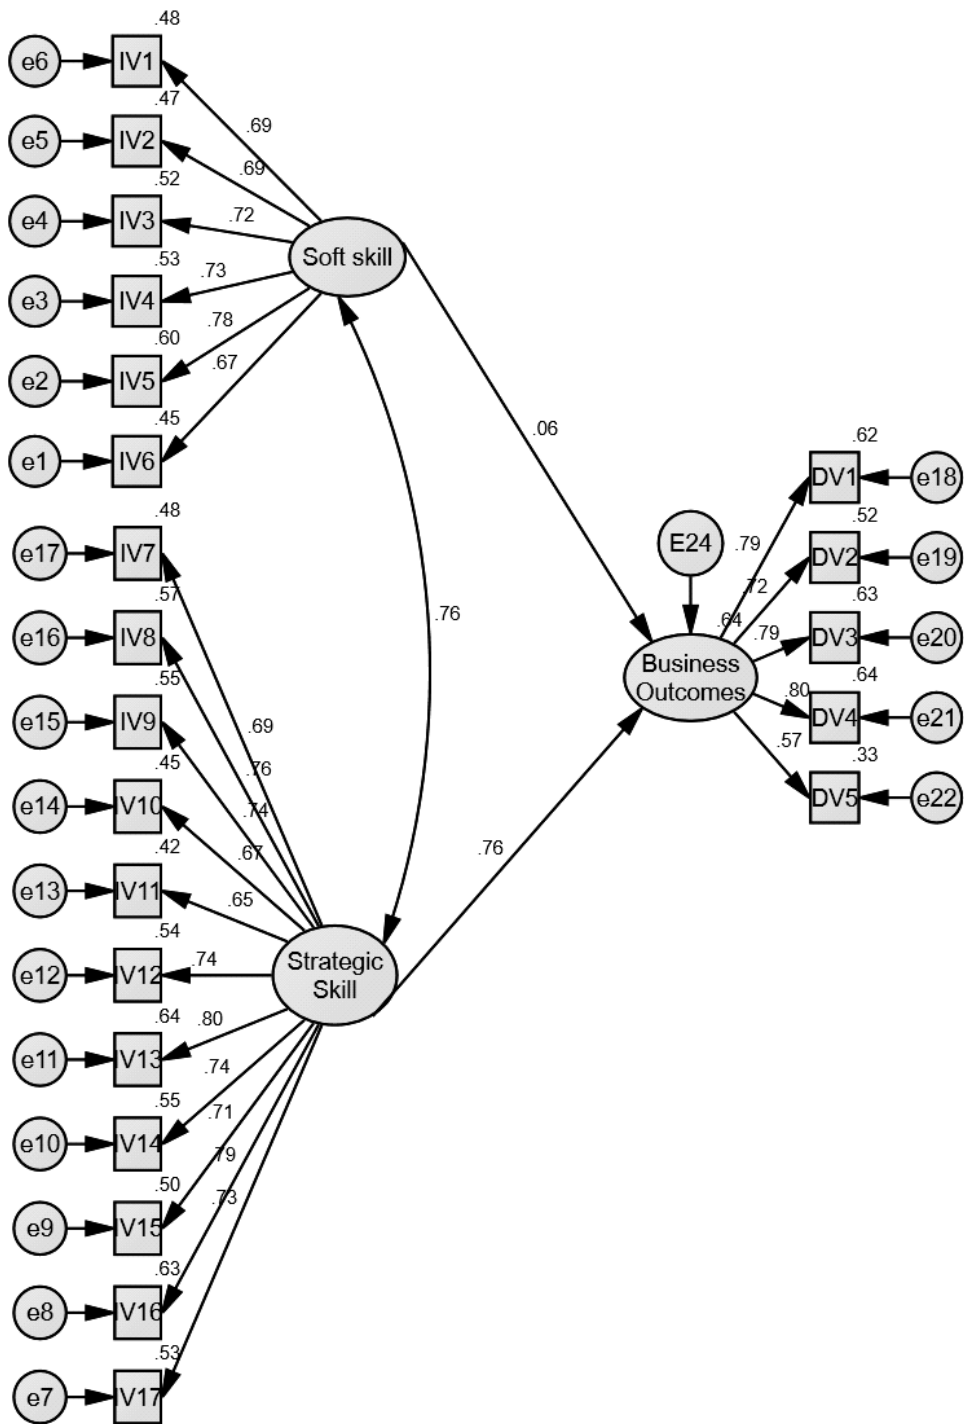 .48
e6 IV1
.47
.69
e5 IV2
.69
.52
e4 IV3
.72
.53
Soft skill
.73
e3 IV4
.78
.60
.67
e2 IV5
.45
.06
.62
e1 IV6
DV1 e18
.48
.52
E24
.79
e17 IV7
DV2 e19
.72
.57
.63
.76
.64
.79
e16 IV8
DV3 e20
Business
Outcomes
.55
.64
.80
e15 IV9
DV4 e21
.69
.57
.33
.45
.76
e14 IV10
DV5 e22
.74
.42
.67
.76
e13 IV11
.65
.54
Strategic
Skill
e12 IV12
.74
.64
.80
e11 IV13
.74
.55
.71
e10 IV14
.79
.50
.73
e9 IV15
.63
e8 IV16
.53
e7 IV17